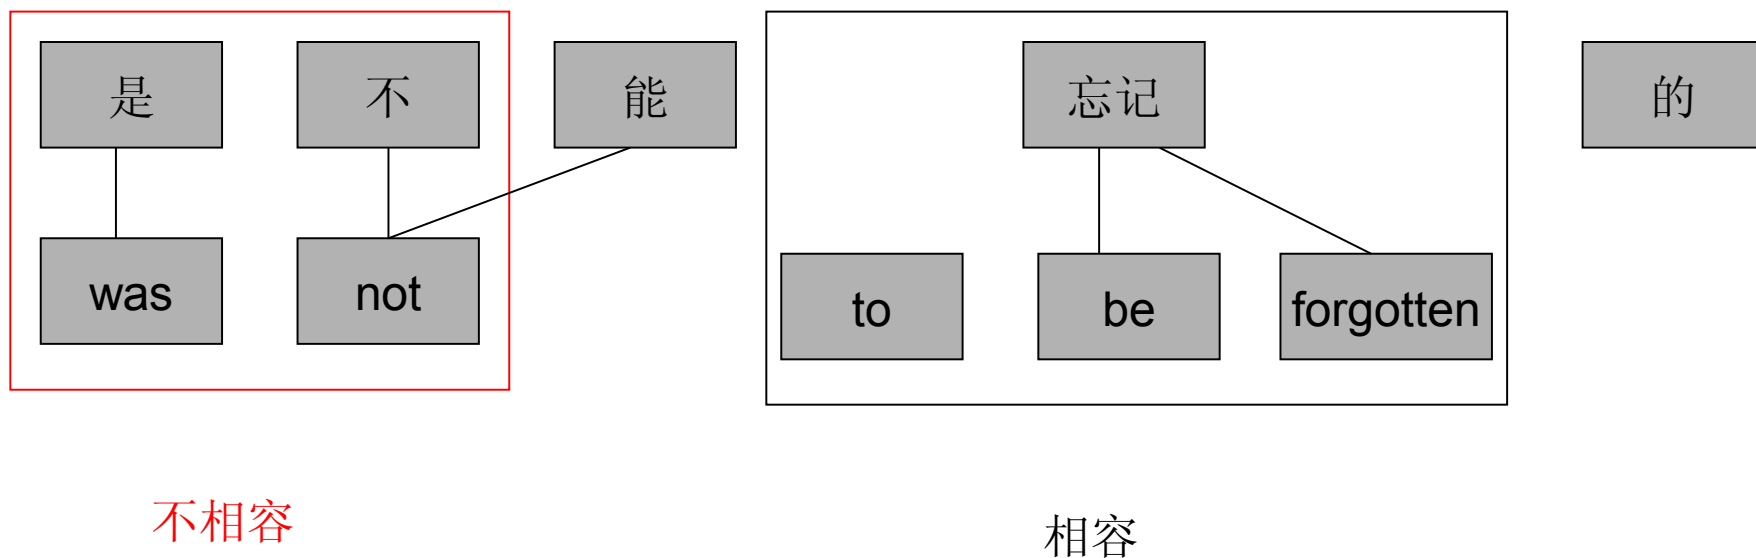 是 不 能 忘记 的
was not to be forgotten
不相容 相容